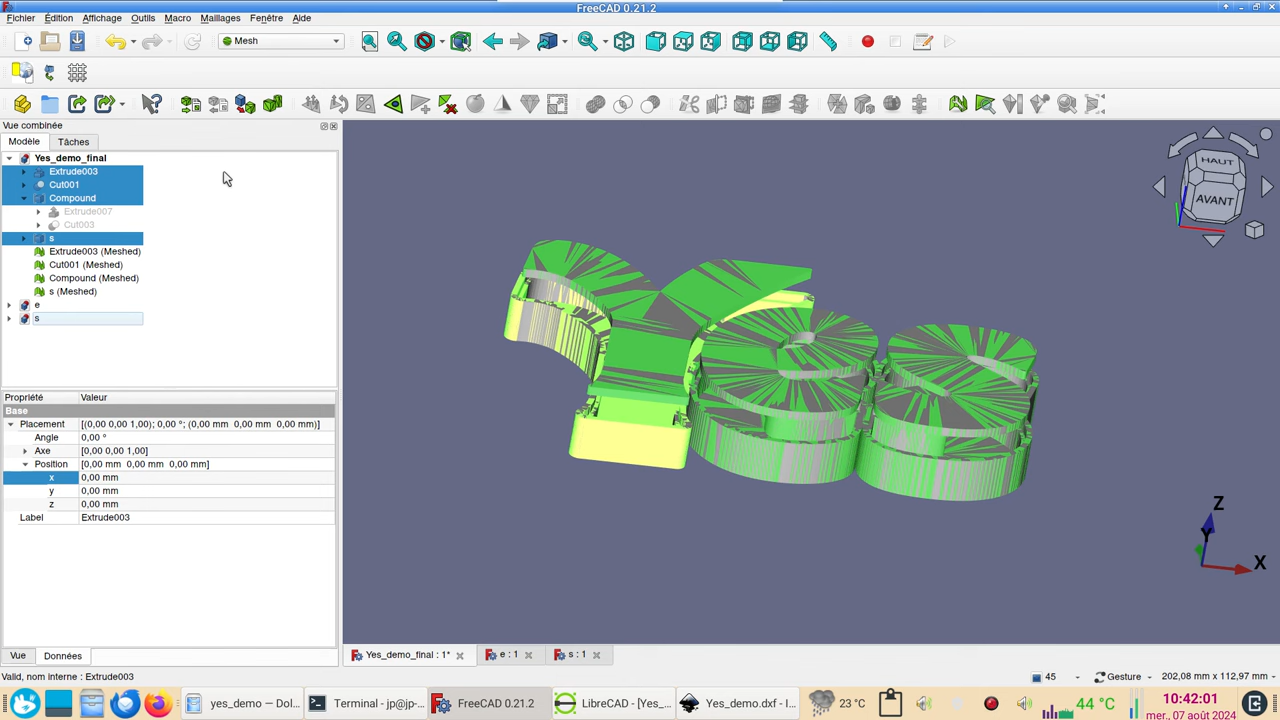 FreeCAD 0.21.2
Fichier Édition Affichage Outils Macro Maillages Fenêtre Aide
Mesh
Vue combinée
Modèle Tâches
Yes_demo_final
Extrude003
Cut001
Compound
Extrude007
Cut003
s
Extrude003 (Meshed)
Cut001 (Meshed)
Compound (Meshed)
s (Meshed)
e
s
HAUT
AVANT
Propriété Valeur
Base
Placement [(0,00 0,00 1,00); 0,00 °; (0,00 mm 0,00 mm 0,00 mm)]
Angle 0,00 °
Axe [0,00 0,00 1,00]
Position [0,00 mm 0,00 mm 0,00 mm]
x 0,00 mm
y 0,00 mm
z 0,00 mm
Label Extrude003
Z
Y
X
Vue Données
Yes_demo_final : 1* e : 1 s : 1
Valid, nom interne : Extrude003
45 Gesture 202,08 mm x 112,97 mm
yes_demo — Dol... Terminal - jp@jp-... FreeCAD 0.21.2 LibreCAD - [Yes_... Yes_demo.dxf - I... 23 °C 44 °C
10:42:01
mer., 07 août 2024